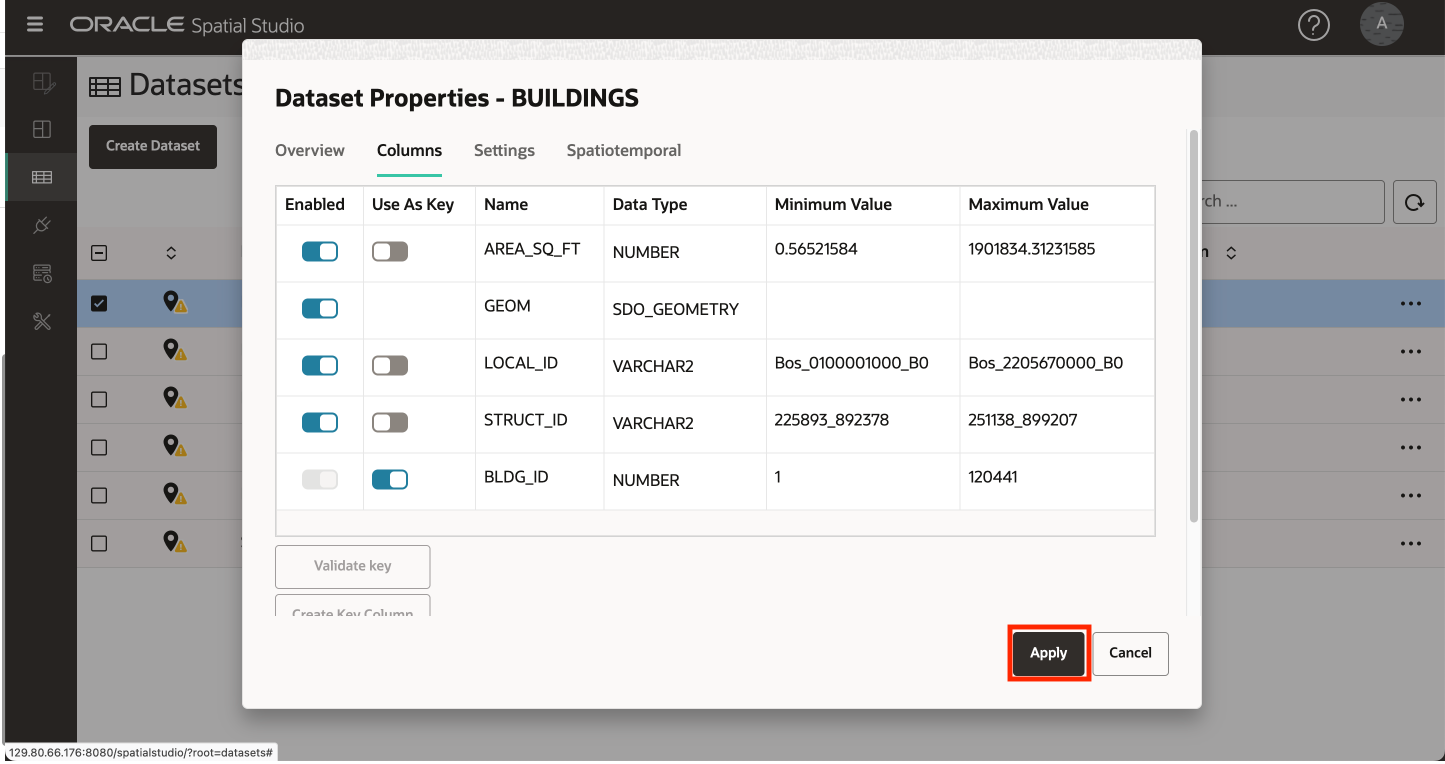 ORACLE Spatial Studio
A
Datasets
Create Dataset
Dataset Properties - BUILDINGS
Overview Columns Settings Spatiotemporal
Enabled Use As Key Name Data Type Minimum Value Maximum Value
AREA_SQ_FT NUMBER 0.56521584 1901834.31231585
GEOM SDO_GEOMETRY
LOCAL_ID VARCHAR2 Bos_0100001000_B0 Bos_2205670000_B0
STRUCT_ID VARCHAR2 225893_892378 251138_899207
BLDG_ID NUMBER 1 120441
Validate key
Create Key Column
Apply Cancel
129.80.66.176:8080/spatialstudio/?root=datasets#